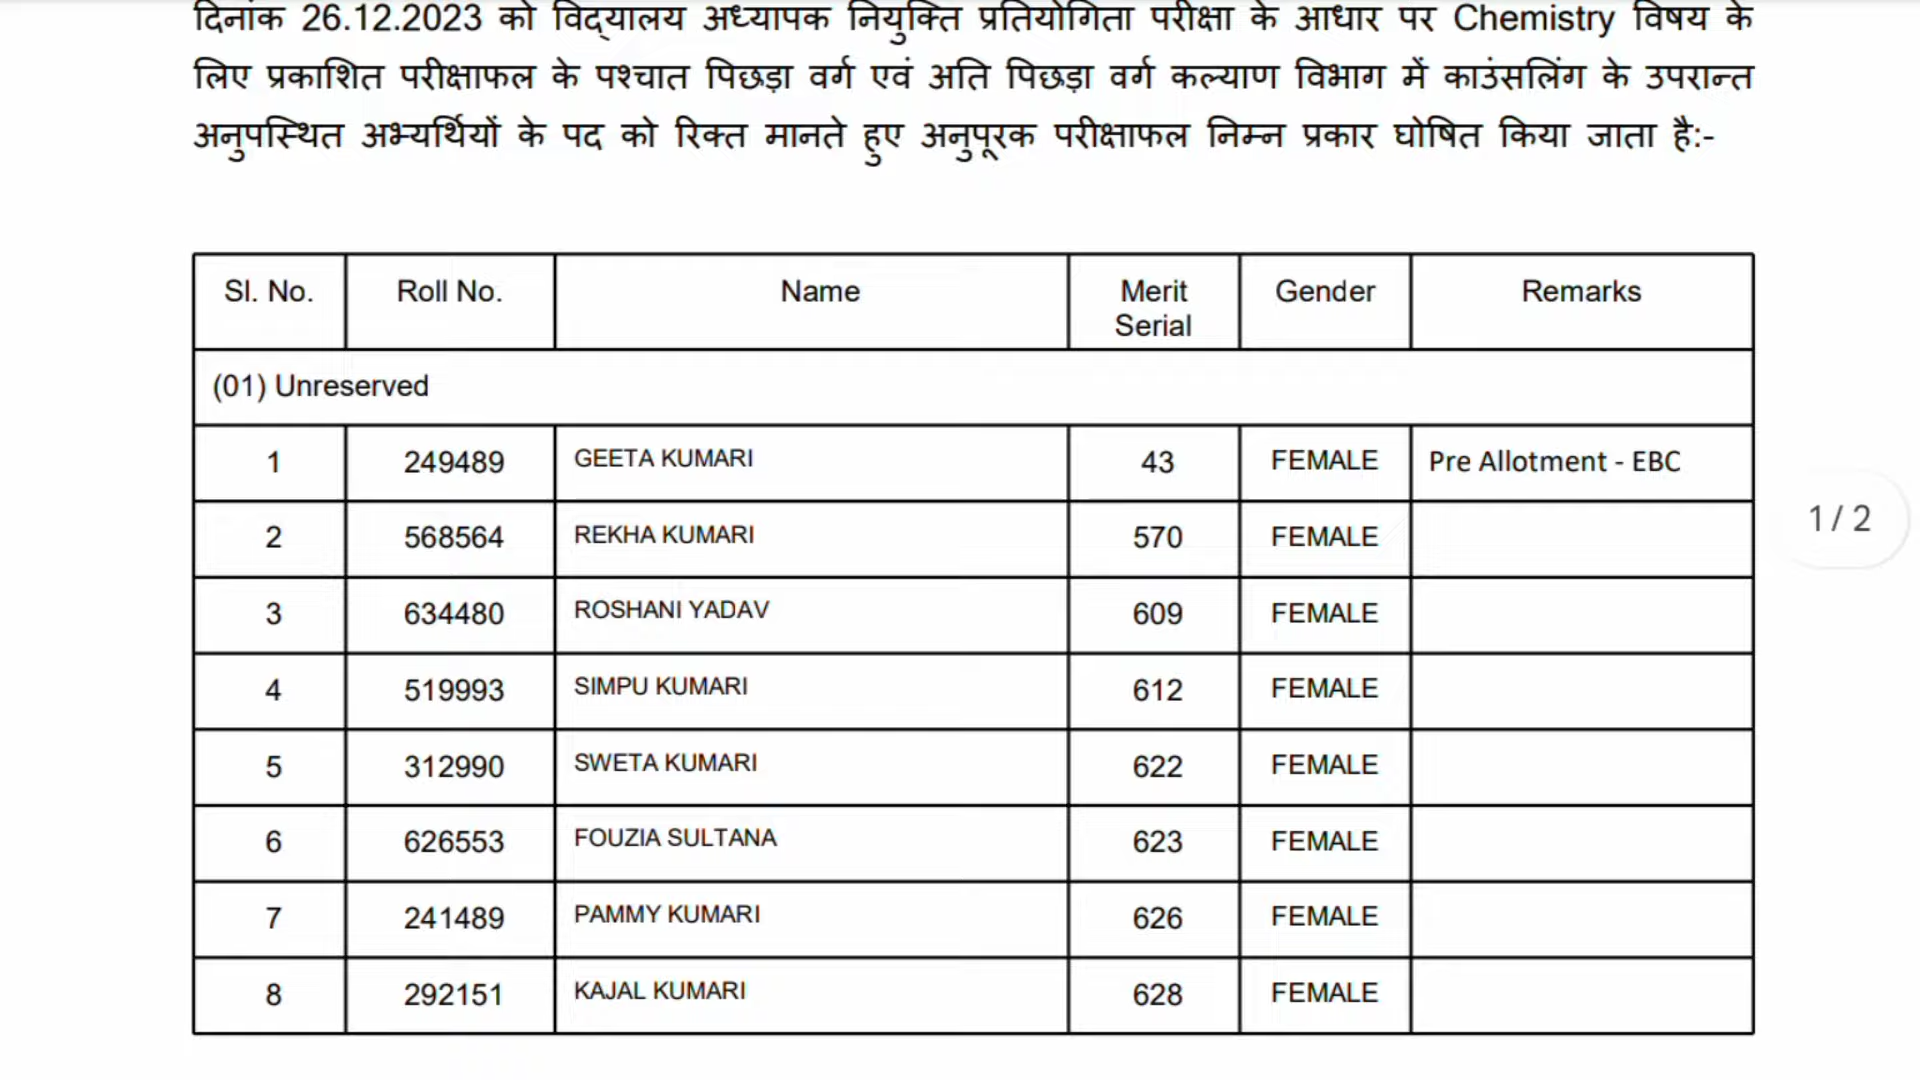 दिनांक 26.12.2023 को विद्यालय अध्यापक नियुक्ति प्रतियोगिता परीक्षा के आधार पर Chemistry विषय के
लिए प्रकाशित परीक्षाफल के पश्चात पिछड़ा वर्ग एवं अति पिछड़ा वर्ग कल्याण विभाग में काउंसलिंग के उपरान्त
अनुपस्थित अभ्यर्थियों के पद को रिक्त मानते हुए अनुपूरक परीक्षाफल निम्न प्रकार घोषित किया जाता है:-
Sl. No. Roll No. Name Merit Serial Gender Remarks
(01) Unreserved
1 249489 GEETA KUMARI 43 FEMALE Pre Allotment - EBC
2 568564 REKHA KUMARI 570 FEMALE
3 634480 ROSHANI YADAV 609 FEMALE
4 519993 SIMPU KUMARI 612 FEMALE
5 312990 SWETA KUMARI 622 FEMALE
6 626553 FOUZIA SULTANA 623 FEMALE
7 241489 PAMMY KUMARI 626 FEMALE
8 292151 KAJAL KUMARI 628 FEMALE
1 / 2